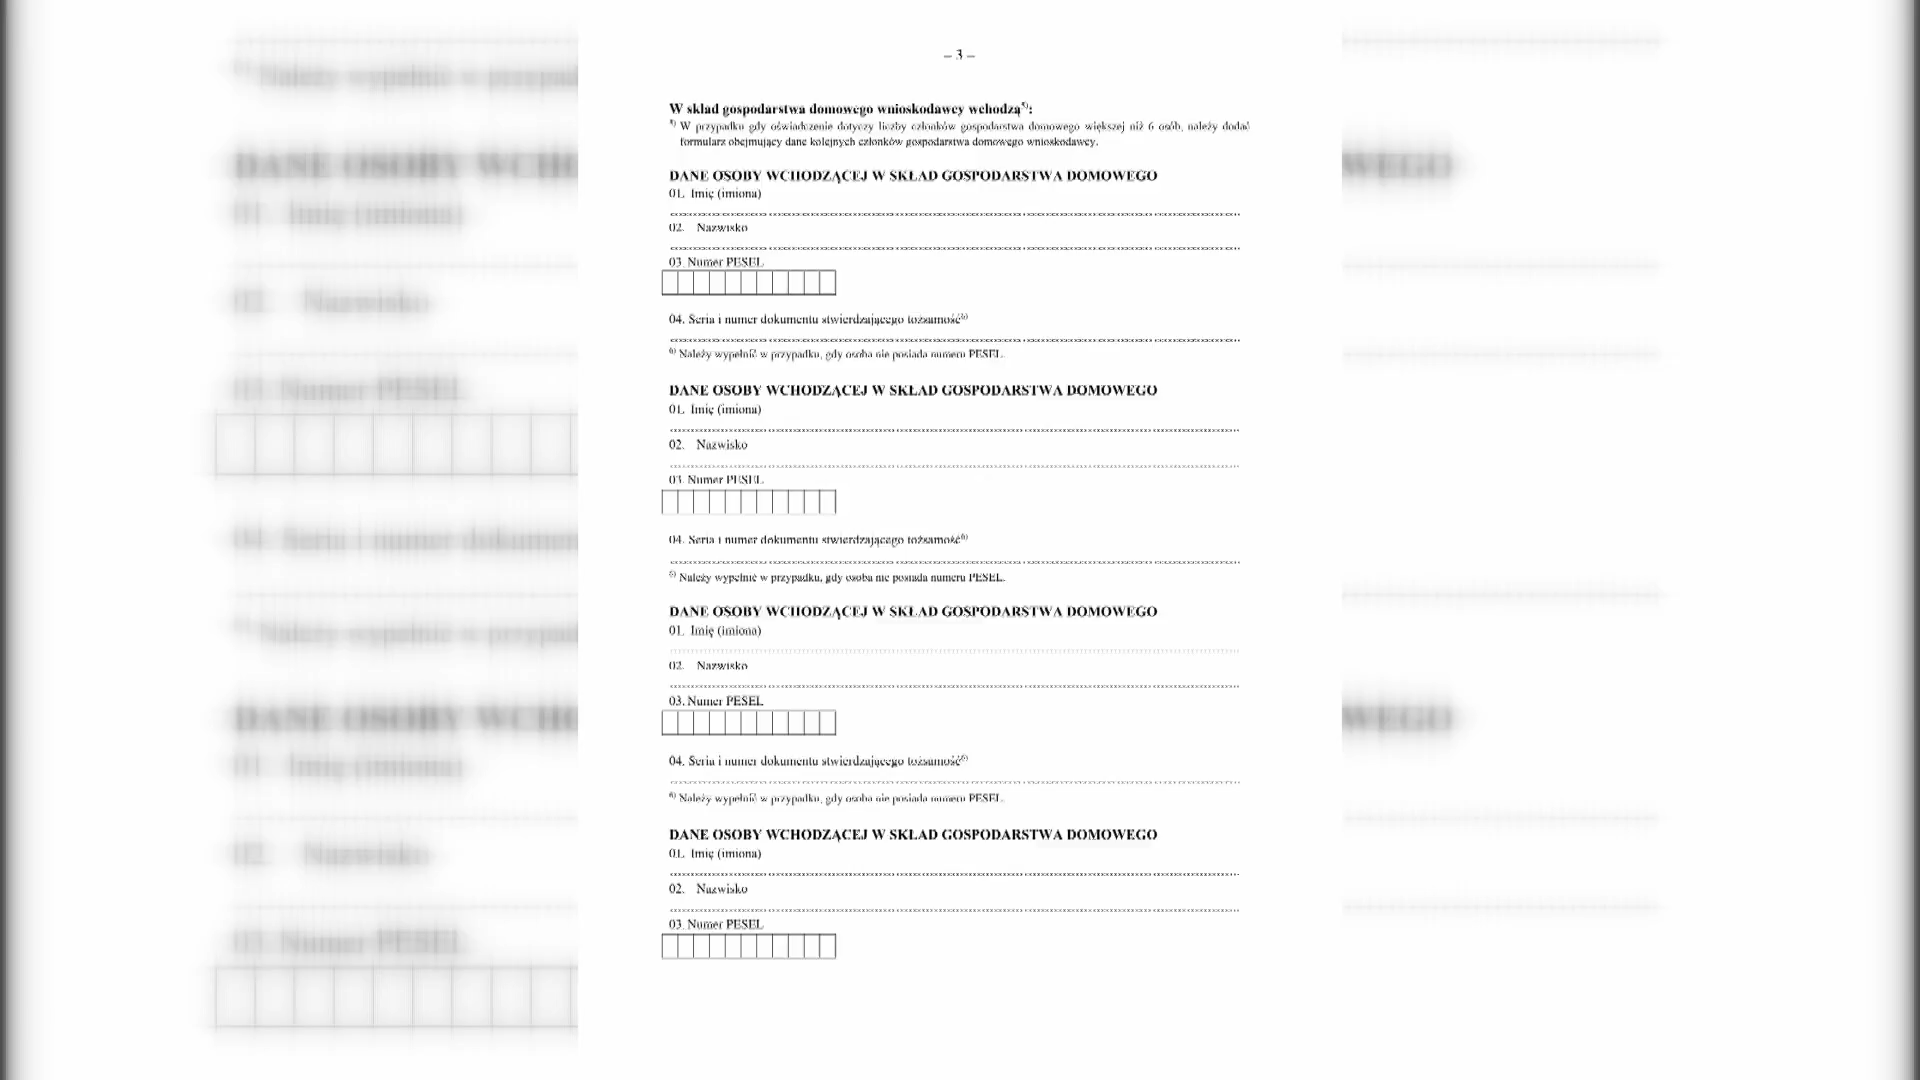 – 3 –
W skład gospodarstwa domowego wnioskodawcy wchodzą⁵⁾:
⁵⁾ W przypadku gdy oświadczenie dotyczy liczby członków gospodarstwa domowego większej niż 6 osób, należy dodać
formularz obejmujący dane kolejnych członków gospodarstwa domowego wnioskodawcy.
DANE OSOBY WCHODZĄCEJ W SKŁAD GOSPODARSTWA DOMOWEGO
01. Imię (imiona)
02. Nazwisko
03. Numer PESEL
04. Seria i numer dokumentu stwierdzającego tożsamość⁶⁾
⁶⁾ Należy wypełnić w przypadku, gdy osoba nie posiada numeru PESEL.
DANE OSOBY WCHODZĄCEJ W SKŁAD GOSPODARSTWA DOMOWEGO
01. Imię (imiona)
02. Nazwisko
03. Numer PESEL
04. Seria i numer dokumentu stwierdzającego tożsamość⁶⁾
⁶⁾ Należy wypełnić w przypadku, gdy osoba nie posiada numeru PESEL.
DANE OSOBY WCHODZĄCEJ W SKŁAD GOSPODARSTWA DOMOWEGO
01. Imię (imiona)
02. Nazwisko
03. Numer PESEL
04. Seria i numer dokumentu stwierdzającego tożsamość⁶⁾
⁶⁾ Należy wypełnić w przypadku, gdy osoba nie posiada numeru PESEL.
DANE OSOBY WCHODZĄCEJ W SKŁAD GOSPODARSTWA DOMOWEGO
01. Imię (imiona)
02. Nazwisko
03. Numer PESEL